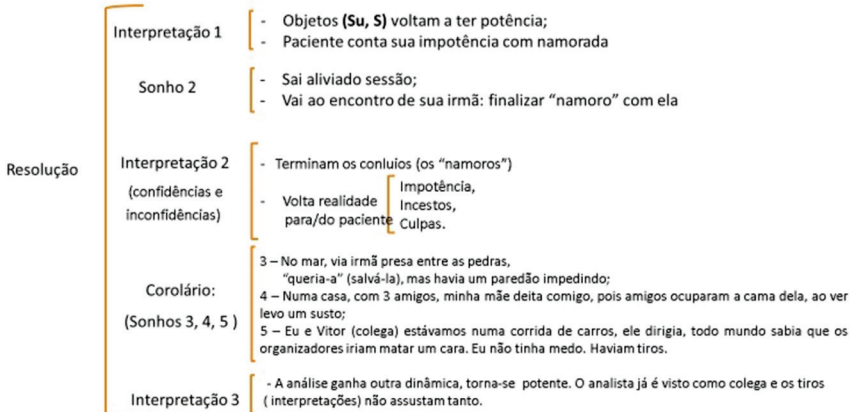 Resolução
Interpretação 1
- Objetos (Su, S) voltam a ter potência;
- Paciente conta sua impotência com namorada
Sonho 2
- Sai aliviado sessão;
- Vai ao encontro de sua irmã: finalizar “namoro” com ela
Interpretação 2
(confidências e
inconfidências)
- Terminam os conluios (os “namoros”)
- Volta realidade
para/do paciente
Impotência,
Incestos,
Culpas.
Corolário:
(Sonhos 3, 4, 5 )
3 – No mar, via irmã presa entre as pedras,
“queria-a” (salvá-la), mas havia um paredão impedindo;
4 – Numa casa, com 3 amigos, minha mãe deita comigo, pois amigos ocuparam a cama dela, ao ver
levo um susto;
5 – Eu e Vitor (colega) estávamos numa corrida de carros, ele dirigia, todo mundo sabia que os
organizadores iriam matar um cara. Eu não tinha medo. Haviam tiros.
Interpretação 3
- A análise ganha outra dinâmica, torna-se potente. O analista já é visto como colega e os tiros
( interpretações) não assustam tanto.